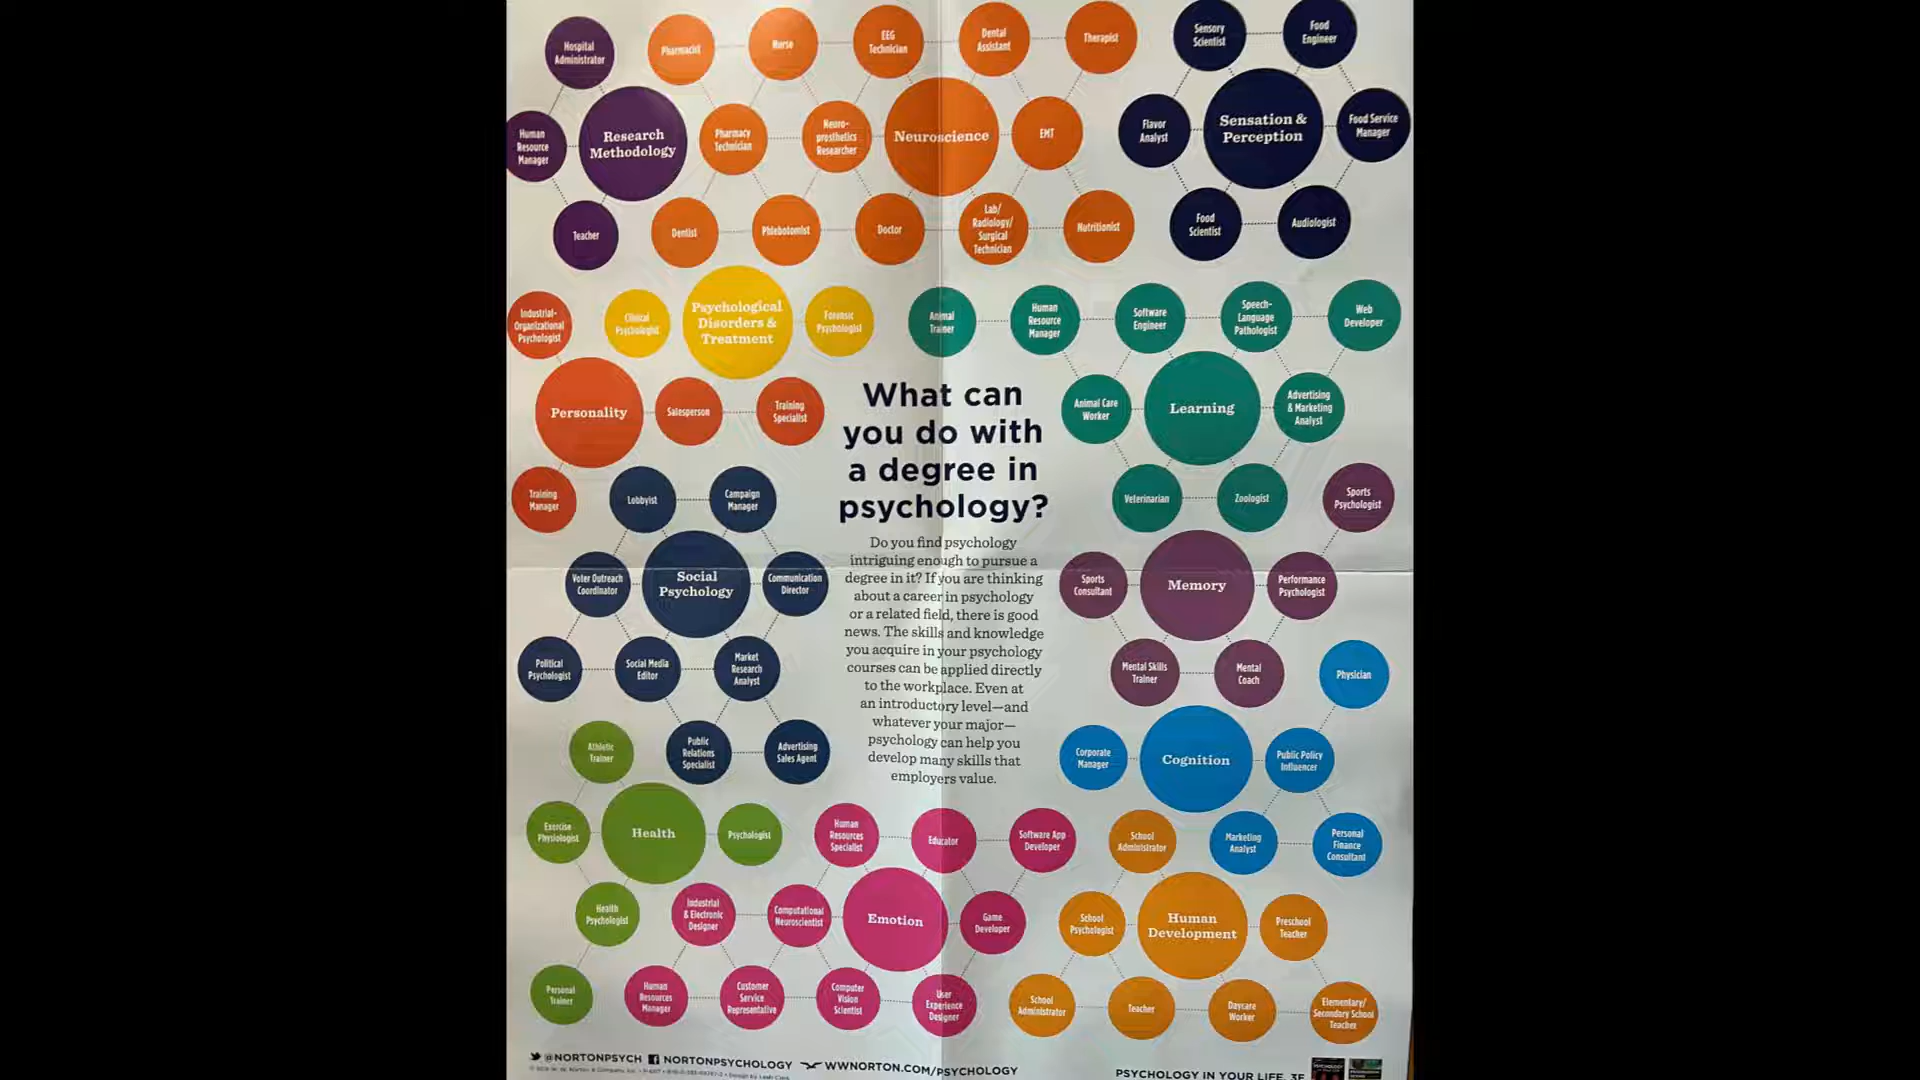 Hospital
Administrator
Pharmacist
Nurse
EEG
Technician
Dental
Assistant
Therapist
Sensory
Scientist
Food
Engineer
Human
Resource
Manager
Research
Methodology
Pharmacy
Technician
Neuro-
prosthetics
Researcher
Neuroscience
EMT
Flavor
Analyst
Sensation &
Perception
Food Service
Manager
Teacher
Dentist
Phlebotomist
Doctor
Lab/
Radiology/
Surgical
Technician
Nutritionist
Food
Scientist
Audiologist
Industrial-
Organizational
Psychologist
Clinical
Psychologist
Psychological
Disorders &
Treatment
Forensic
Psychologist
Animal
Trainer
Human
Resource
Manager
Software
Engineer
Speech-
Language
Pathologist
Web
Developer
Personality
Salesperson
Training
Specialist
What can
you do with
a degree in
psychology?
Animal Care
Worker
Learning
Advertising
& Marketing
Analyst
Training
Manager
Lobbyist
Campaign
Manager
Veterinarian
Zoologist
Sports
Psychologist
Do you find psychology
intriguing enough to pursue a
degree in it? If you are thinking
about a career in psychology
or a related field, there is good
news. The skills and knowledge
you acquire in your psychology
courses can be applied directly
to the workplace. Even at
an introductory level—and
whatever your major—
psychology can help you
develop many skills that
employers value.
Voter Outreach
Coordinator
Social
Psychology
Communication
Director
Sports
Consultant
Memory
Performance
Psychologist
Political
Psychologist
Social Media
Editor
Market
Research
Analyst
Mental Skills
Trainer
Mental
Coach
Physician
Athletic
Trainer
Public
Relations
Specialist
Advertising
Sales Agent
Corporate
Manager
Cognition
Public Policy
Influencer
Exercise
Physiologist
Health
Psychologist
Human
Resources
Specialist
Educator
Software App
Developer
School
Administrator
Marketing
Analyst
Personal
Finance
Consultant
Health
Psychologist
Industrial
& Electronic
Designer
Computational
Neuroscientist
Emotion
Game
Developer
School
Psychologist
Human
Development
Preschool
Teacher
Personal
Trainer
Human
Resources
Manager
Customer
Service
Representative
Computer
Vision
Scientist
User
Experience
Designer
School
Administrator
Teacher
Daycare
Worker
Elementary/
Secondary School
Teacher
@NORTONPSYCH NORTONPSYCHOLOGY WWNORTON.COM/PSYCHOLOGY
PSYCHOLOGY IN YOUR LIFE, 3E